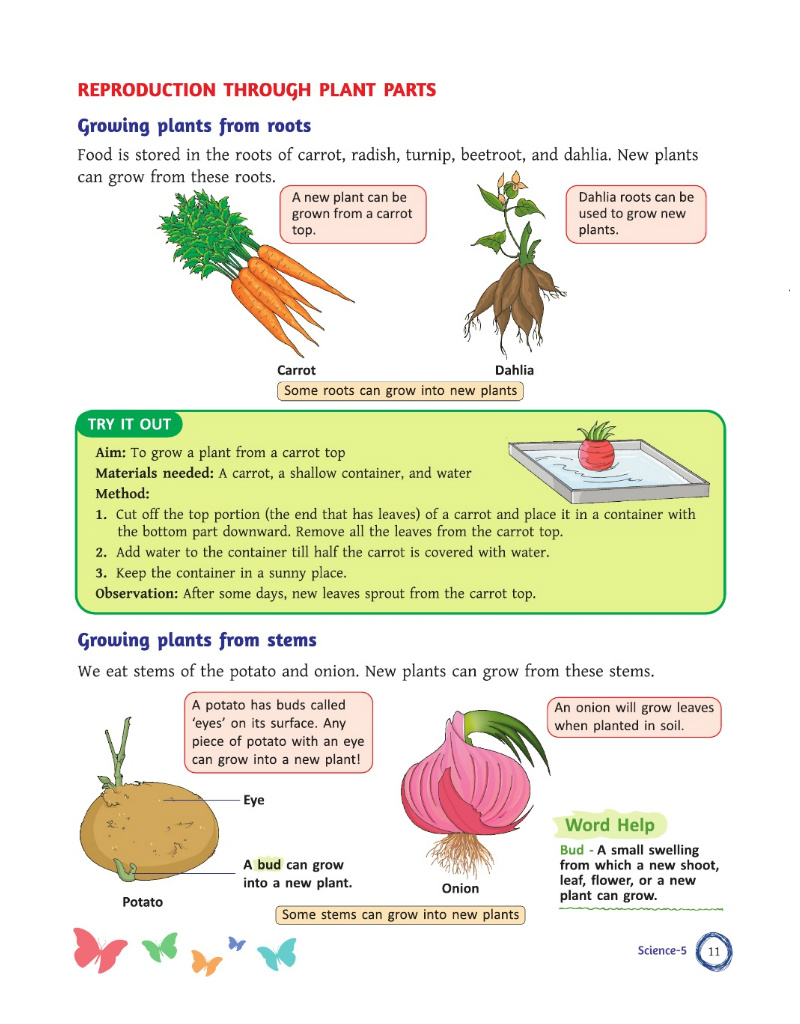 REPRODUCTION THROUGH PLANT PARTS
Growing plants from roots
Food is stored in the roots of carrot, radish, turnip, beetroot, and dahlia. New plants
can grow from these roots.
A new plant can be
grown from a carrot
top.
Dahlia roots can be
used to grow new
plants.
Carrot
Dahlia
Some roots can grow into new plants
TRY IT OUT
Aim: To grow a plant from a carrot top
Materials needed: A carrot, a shallow container, and water
Method:
1. Cut off the top portion (the end that has leaves) of a carrot and place it in a container with
the bottom part downward. Remove all the leaves from the carrot top.
2. Add water to the container till half the carrot is covered with water.
3. Keep the container in a sunny place.
Observation: After some days, new leaves sprout from the carrot top.
Growing plants from stems
We eat stems of the potato and onion. New plants can grow from these stems.
A potato has buds called
‘eyes’ on its surface. Any
piece of potato with an eye
can grow into a new plant!
An onion will grow leaves
when planted in soil.
Eye
A bud can grow
into a new plant.
Potato
Onion
Word Help
Bud - A small swelling
from which a new shoot,
leaf, flower, or a new
plant can grow.
Some stems can grow into new plants
Science-5
11